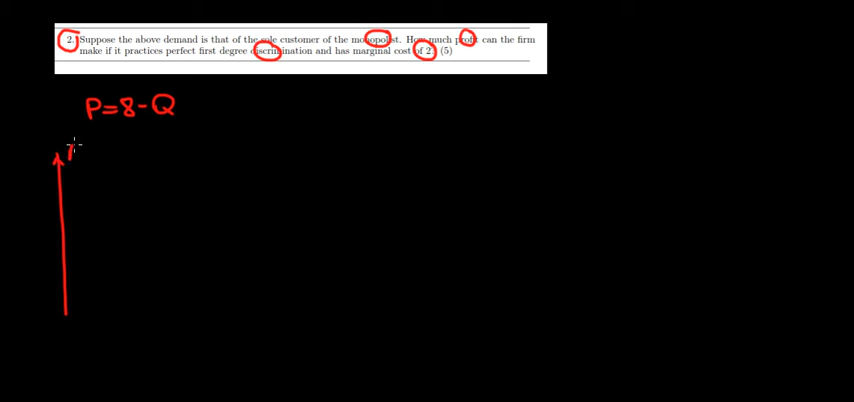 2. Suppose the above demand is that of the sole customer of the monopolist. How much profit can the firm
make if it practices perfect first degree discrimination and has marginal cost of 2? (5)
P=8-Q